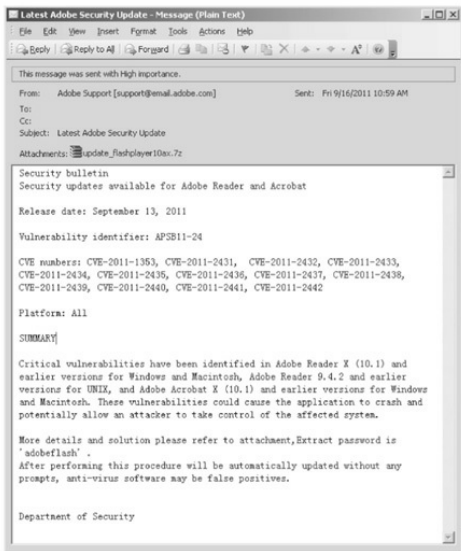 Latest Adobe Security Update - Message (Plain Text)
File Edit View Insert Format Tools Actions Help
Reply Reply to All Forward
This message was sent with High importance.
From: Adobe Support [support@email.adobe.com] Sent: Fri 9/16/2011 10:59 AM
To:
Cc:
Subject: Latest Adobe Security Update
Attachments: update_flashplayer10ax.7z
Security bulletin
Security updates available for Adobe Reader and Acrobat
Release date: September 13, 2011
Vulnerability identifier: APSB11-24
CVE numbers: CVE-2011-1353, CVE-2011-2431, CVE-2011-2432, CVE-2011-2433,
CVE-2011-2434, CVE-2011-2435, CVE-2011-2436, CVE-2011-2437, CVE-2011-2438,
CVE-2011-2439, CVE-2011-2440, CVE-2011-2441, CVE-2011-2442
Platform: All
SUMMARY
Critical vulnerabilities have been identified in Adobe Reader X (10.1) and
earlier versions for Windows and Macintosh, Adobe Reader 9.4.2 and earlier
versions for UNIX, and Adobe Acrobat X (10.1) and earlier versions for Windows
and Macintosh. These vulnerabilities could cause the application to crash and
potentially allow an attacker to take control of the affected system.
More details and solution please refer to attachment,Extract password is
'adobeflash' .
After performing this procedure will be automatically updated without any
prompts, anti-virus software may be false positives.
Department of Security